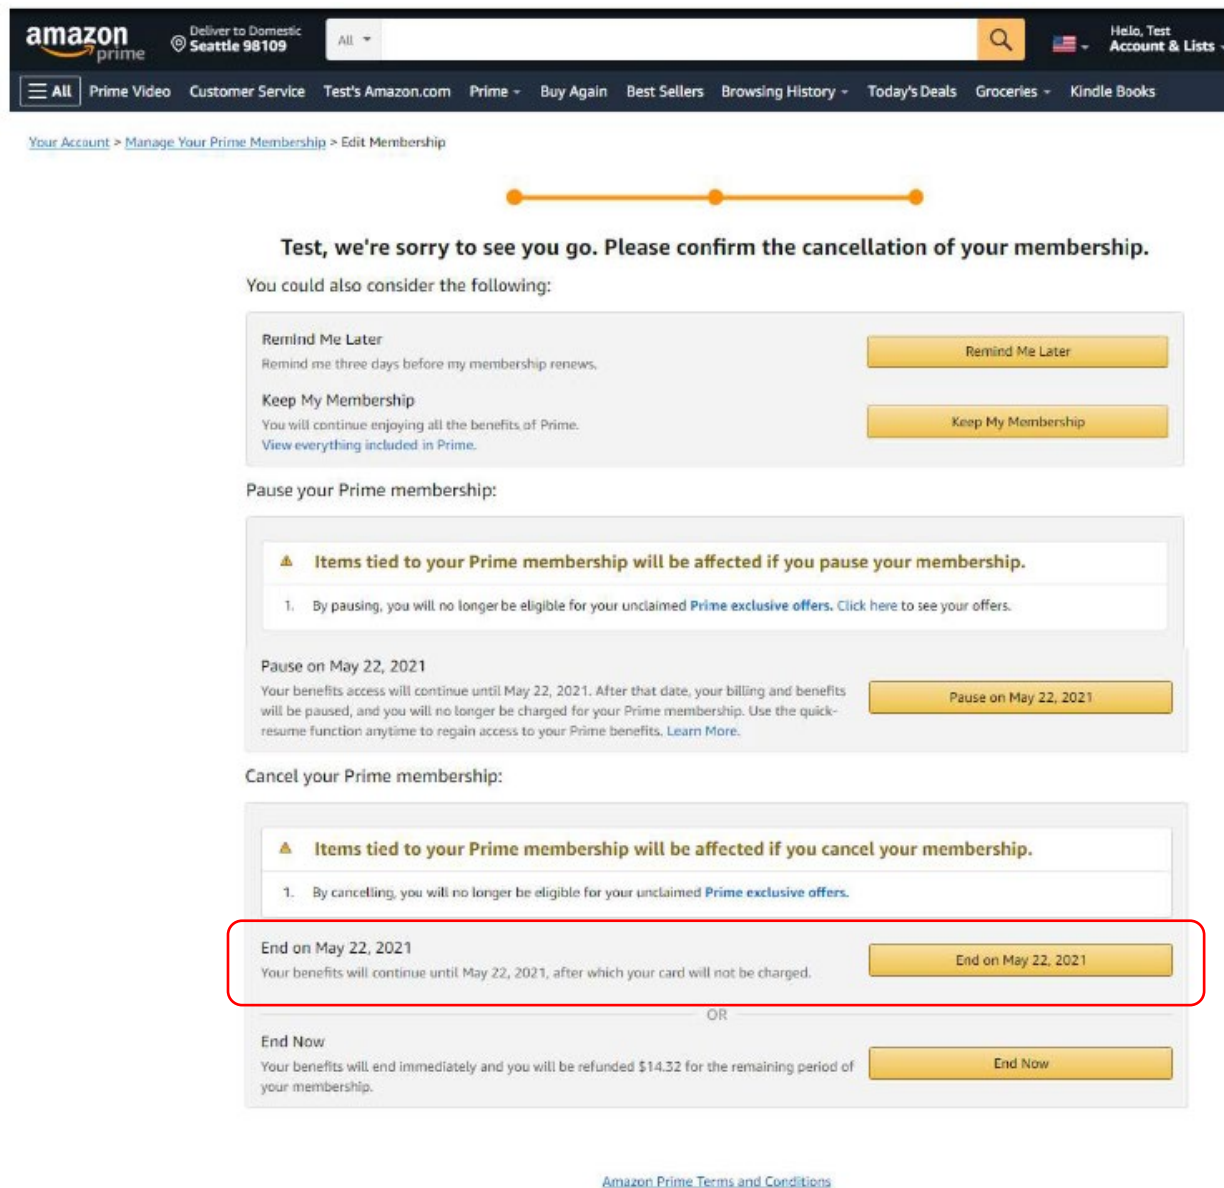 amazon
prime
Deliver to Domestic
Seattle 98109
All
Hello, Test
Account & Lists
All Prime Video Customer Service Test's Amazon.com Prime Buy Again Best Sellers Browsing History Today's Deals Groceries Kindle Books
Your Account > Manage Your Prime Membership > Edit Membership
Test, we're sorry to see you go. Please confirm the cancellation of your membership.
You could also consider the following:
Remind Me Later
Remind me three days before my membership renews.
Remind Me Later
Keep My Membership
You will continue enjoying all the benefits of Prime.
View everything included in Prime.
Keep My Membership
Pause your Prime membership:
Items tied to your Prime membership will be affected if you pause your membership.
1. By pausing, you will no longer be eligible for your unclaimed Prime exclusive offers. Click here to see your offers.
Pause on May 22, 2021
Your benefits access will continue until May 22, 2021. After that date, your billing and benefits
will be paused, and you will no longer be charged for your Prime membership. Use the quick-
resume function anytime to regain access to your Prime benefits. Learn More.
Pause on May 22, 2021
Cancel your Prime membership:
Items tied to your Prime membership will be affected if you cancel your membership.
1. By cancelling, you will no longer be eligible for your unclaimed Prime exclusive offers.
End on May 22, 2021
Your benefits will continue until May 22, 2021, after which your card will not be charged.
End on May 22, 2021
OR
End Now
Your benefits will end immediately and you will be refunded $14.32 for the remaining period of
your membership.
End Now
Amazon Prime Terms and Conditions